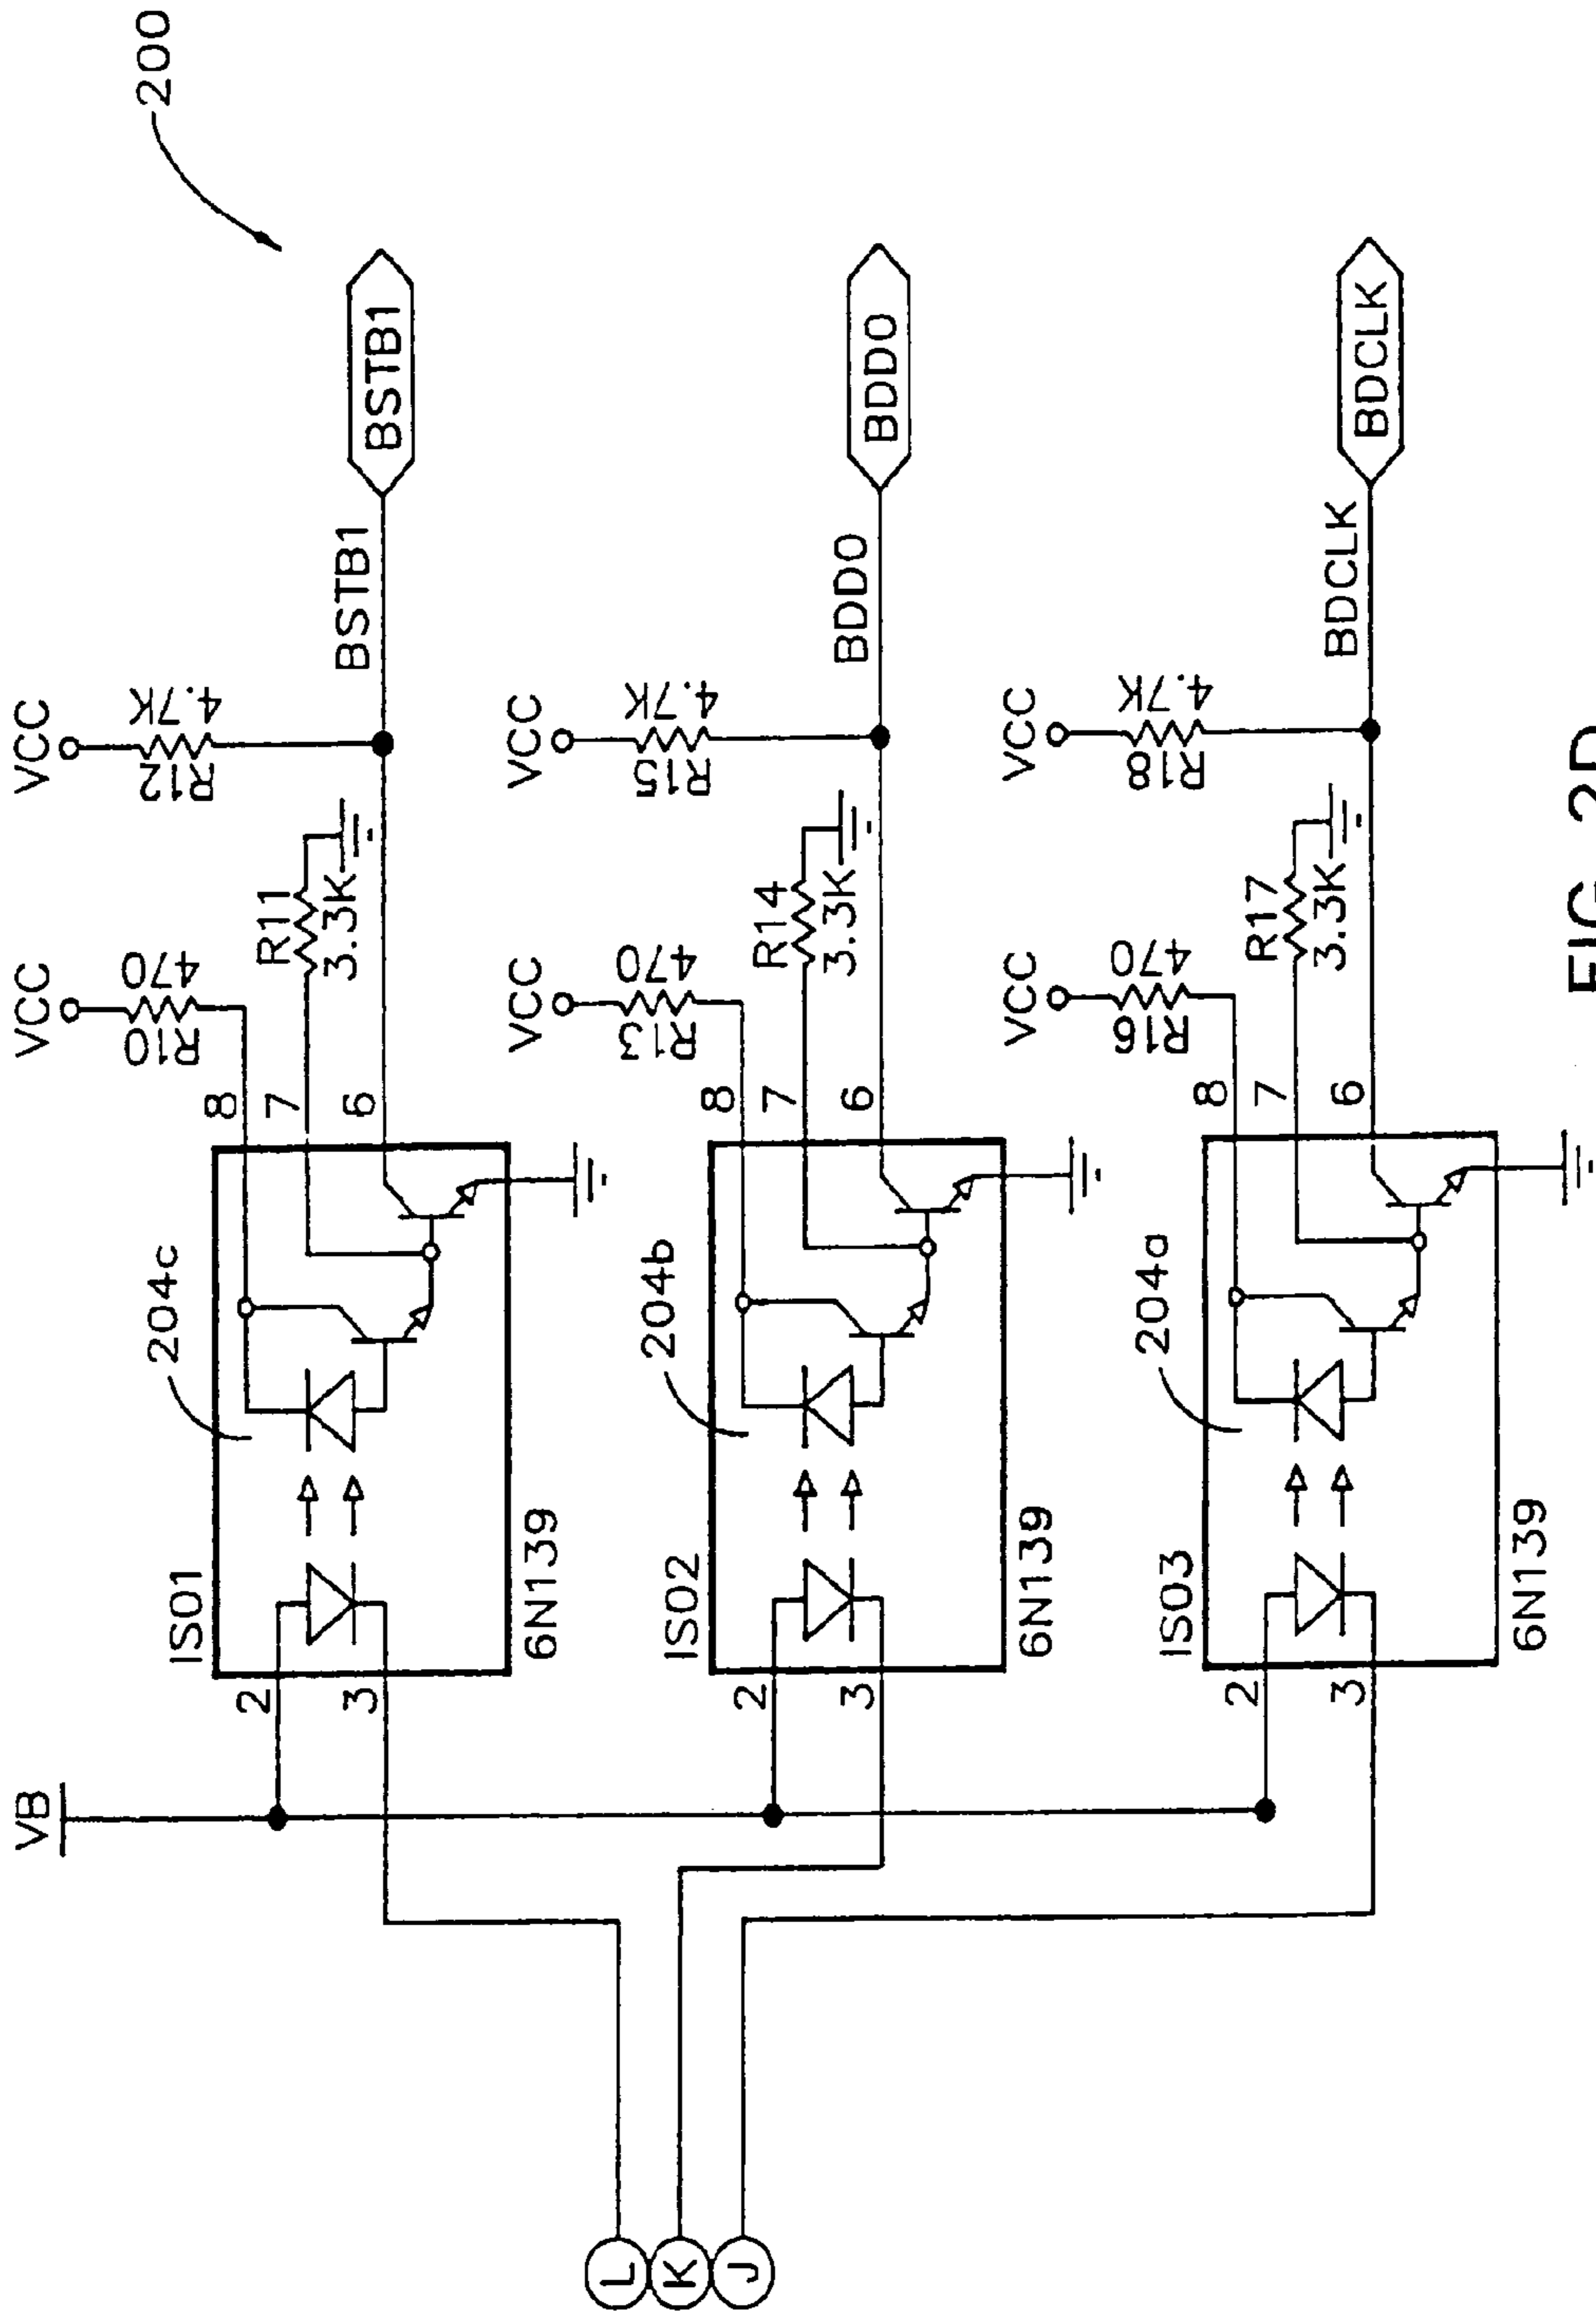 200
VB
VCC
R10
470
VCC
R12
4.7K
ISO1
204c
8
7
6
R11
3.3K
2
3
6N139
BSTB1
BSTB1
VCC
R13
470
VCC
R15
4.7K
ISO2
204b
8
7
6
R14
3.3K
2
3
6N139
BDD0
BDD0
VCC
R16
470
VCC
R18
4.7K
ISO3
204a
8
7
6
R17
3.3K
2
3
6N139
BDCLK
BDCLK
L
K
J
FIG. 2D